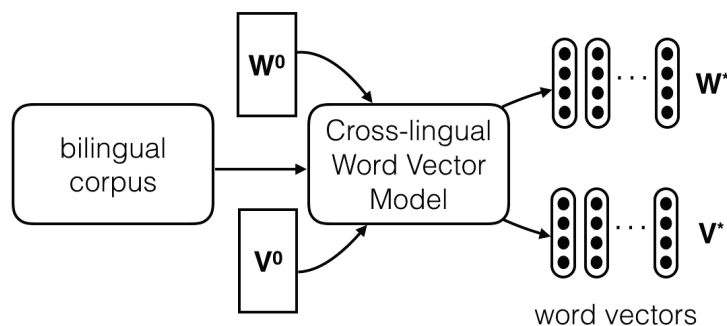 W⁰
bilingual
corpus
Cross-lingual
Word Vector
Model
V⁰
... W*
... V*
word vectors